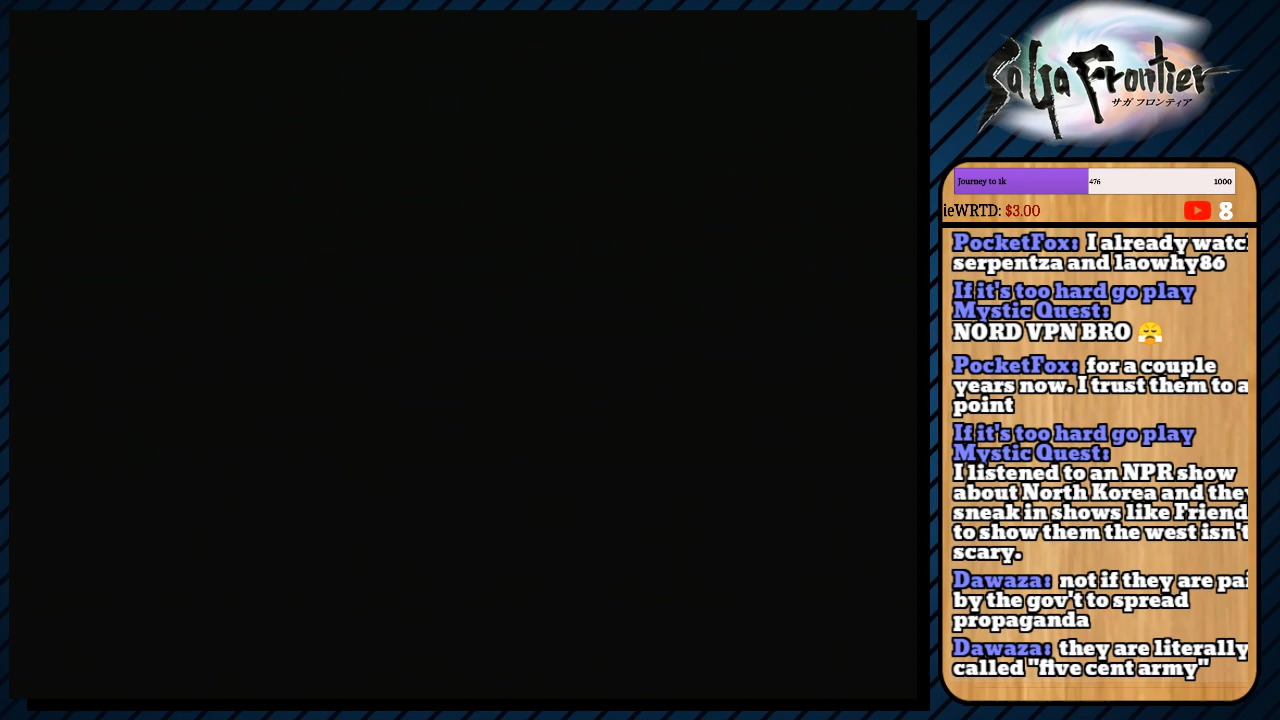 SaGa Frontier
サガ フロンティア
Journey to 1k 476 1000
ieWRTD: $3.00 8
PocketFox: I already watc
serpentza and laowhy86
If it's too hard go play
Mystic Quest:
NORD VPN BRO 😤
PocketFox: for a couple
years now. I trust them to a
point
If it's too hard go play
Mystic Quest:
I listened to an NPR show
about North Korea and they
sneak in shows like Friend
to show them the west isn't
scary.
Dawaza: not if they are pai
by the gov't to spread
propaganda
Dawaza: they are literally
called "five cent army"